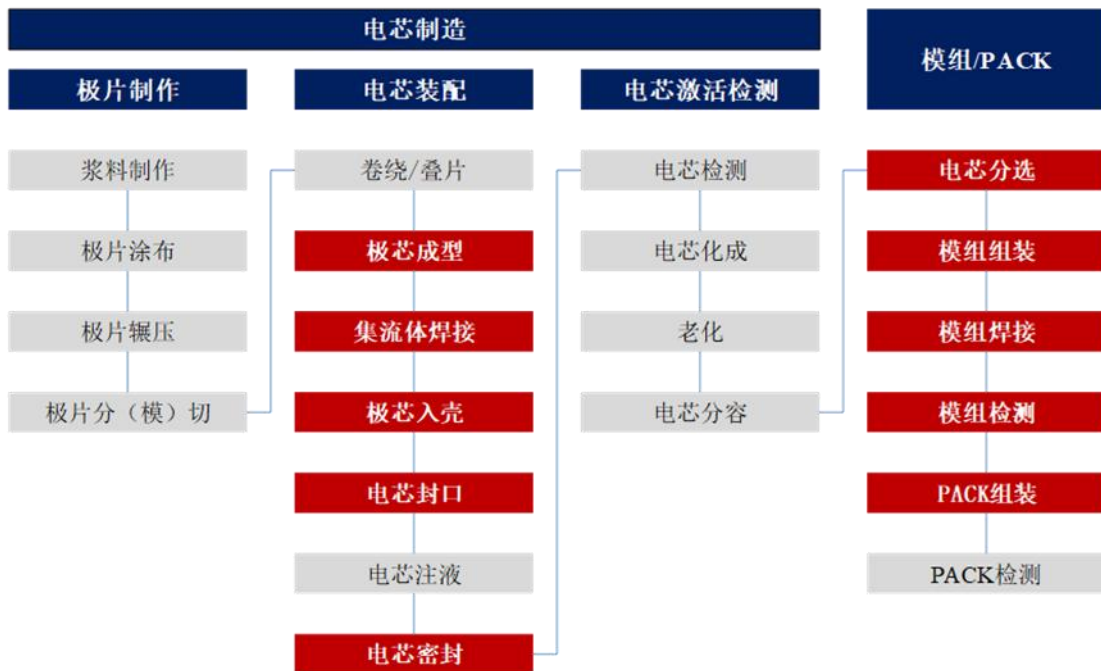 电芯制造
模组/PACK
极片制作
电芯装配
电芯激活检测
浆料制作
极片涂布
极片辗压
极片分（模）切
卷绕/叠片
极芯成型
集流体焊接
极芯入壳
电芯封口
电芯注液
电芯密封
电芯检测
电芯化成
老化
电芯分容
电芯分选
模组组装
模组焊接
模组检测
PACK组装
PACK检测